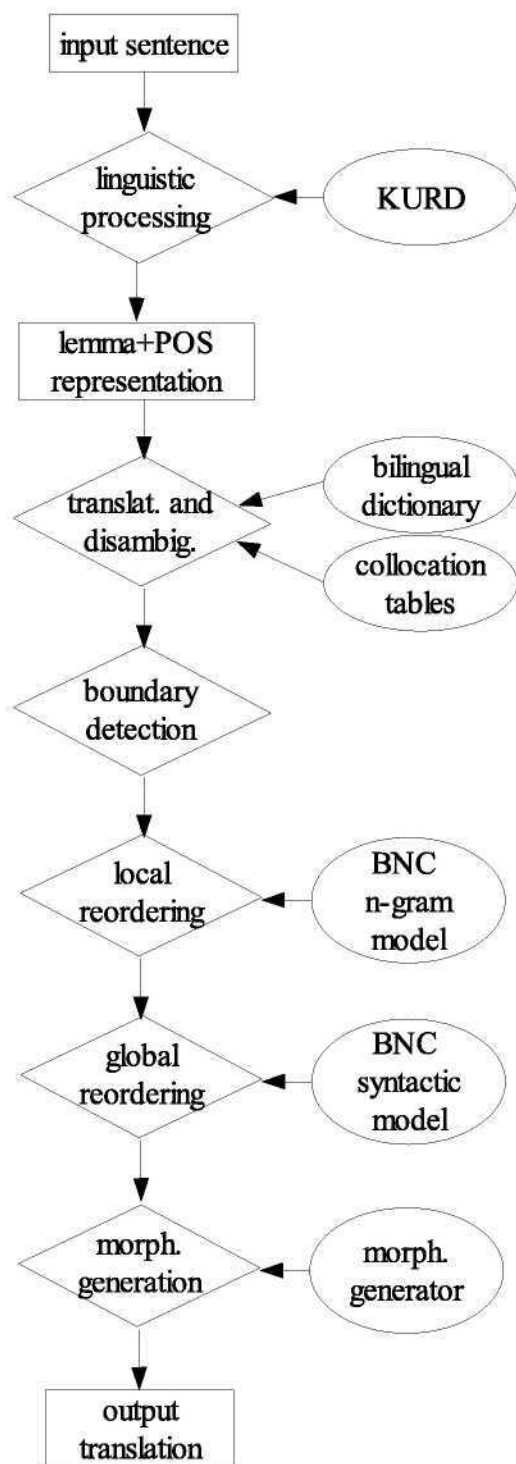 input sentence
linguistic
processing
KURD
lemma+POS
representation
translat. and
disambig.
bilingual
dictionary
collocation
tables
boundary
detection
local
reordering
BNC
n-gram
model
global
reordering
BNC
syntactic
model
morph.
generation
morph.
generator
output
translation